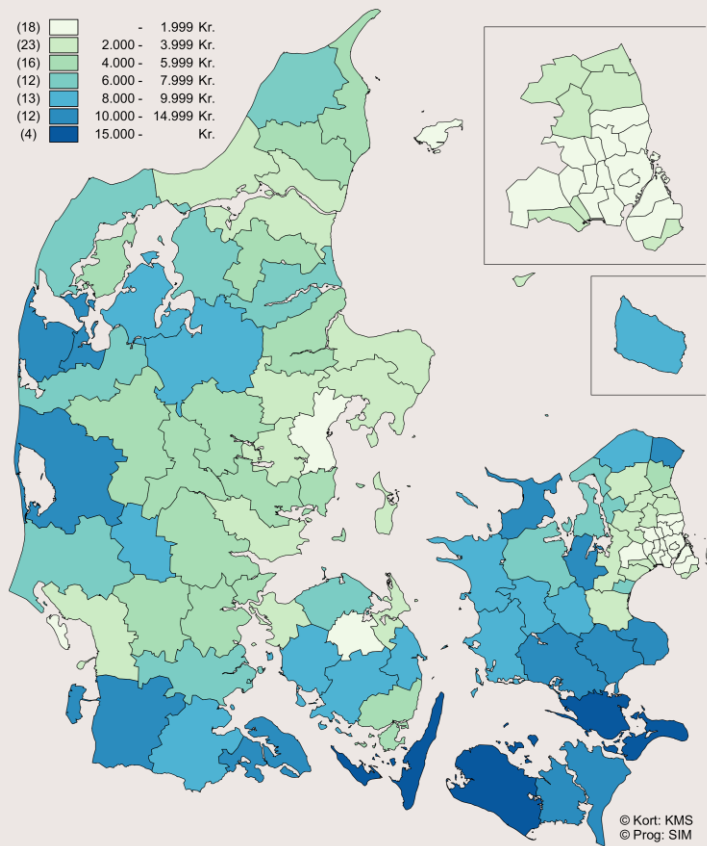 (18) - 1.999 Kr.
(23) 2.000 - 3.999 Kr.
(16) 4.000 - 5.999 Kr.
(12) 6.000 - 7.999 Kr.
(13) 8.000 - 9.999 Kr.
(12) 10.000 - 14.999 Kr.
(4) 15.000 - Kr.
© Kort: KMS
© Prog: SIM